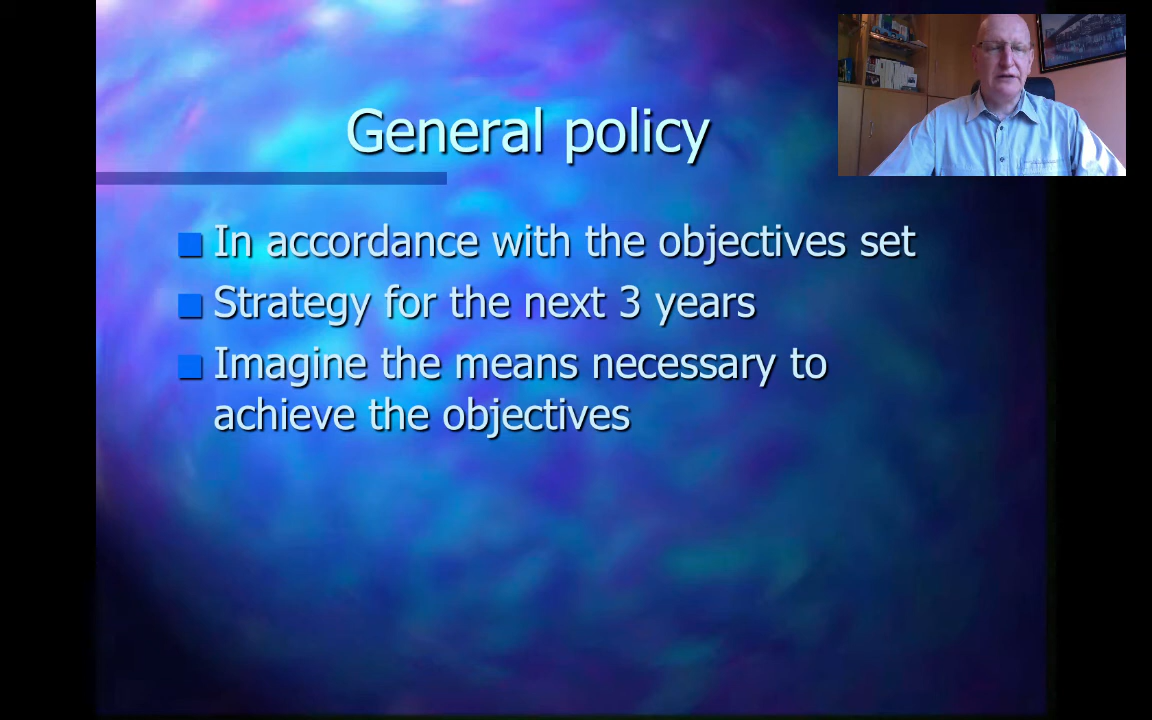 General policy
In accordance with the objectives set
Strategy for the next 3 years
Imagine the means necessary to
achieve the objectives